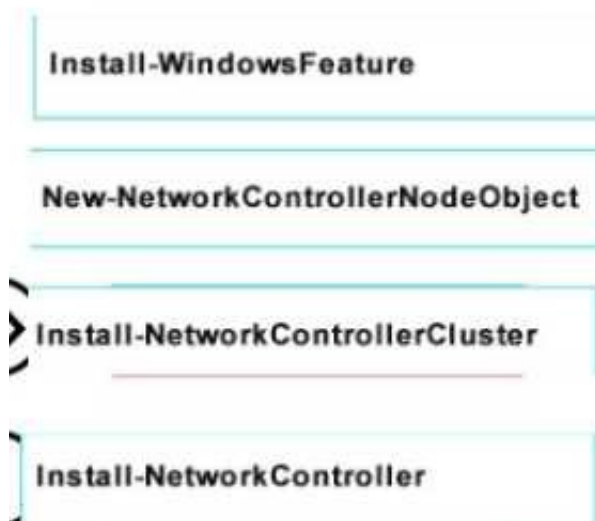 Install-WindowsFeature
New-NetworkControllerNodeObject
Install-NetworkControllerCluster
Install-NetworkController